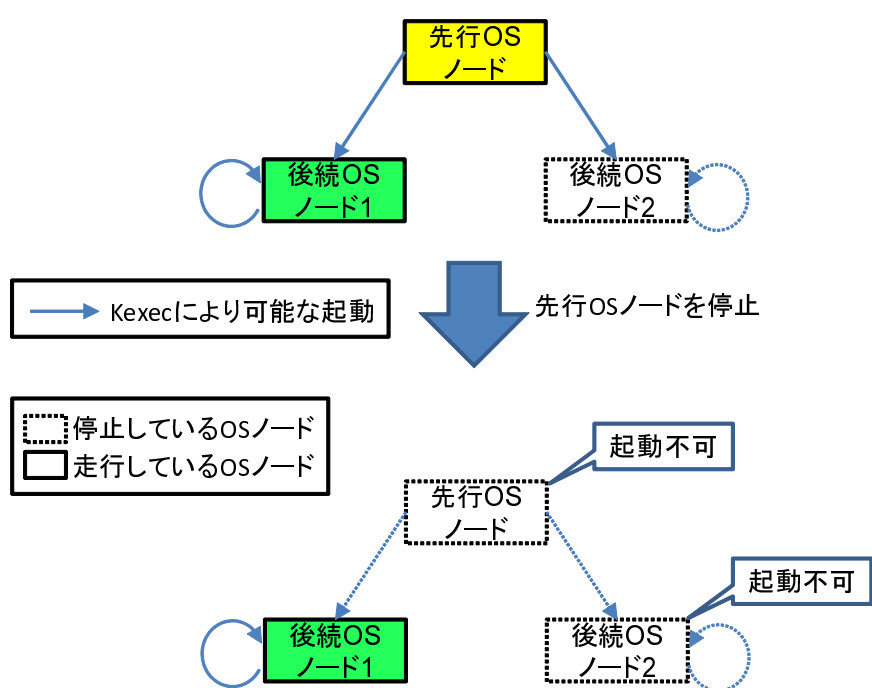 先行OS
ノード
後続OS
ノード1
後続OS
ノード2
Kexecにより可能な起動
先行OSノードを停止
停止しているOSノード
走行しているOSノード
起動不可
先行OS
ノード
起動不可
後続OS
ノード1
後続OS
ノード2